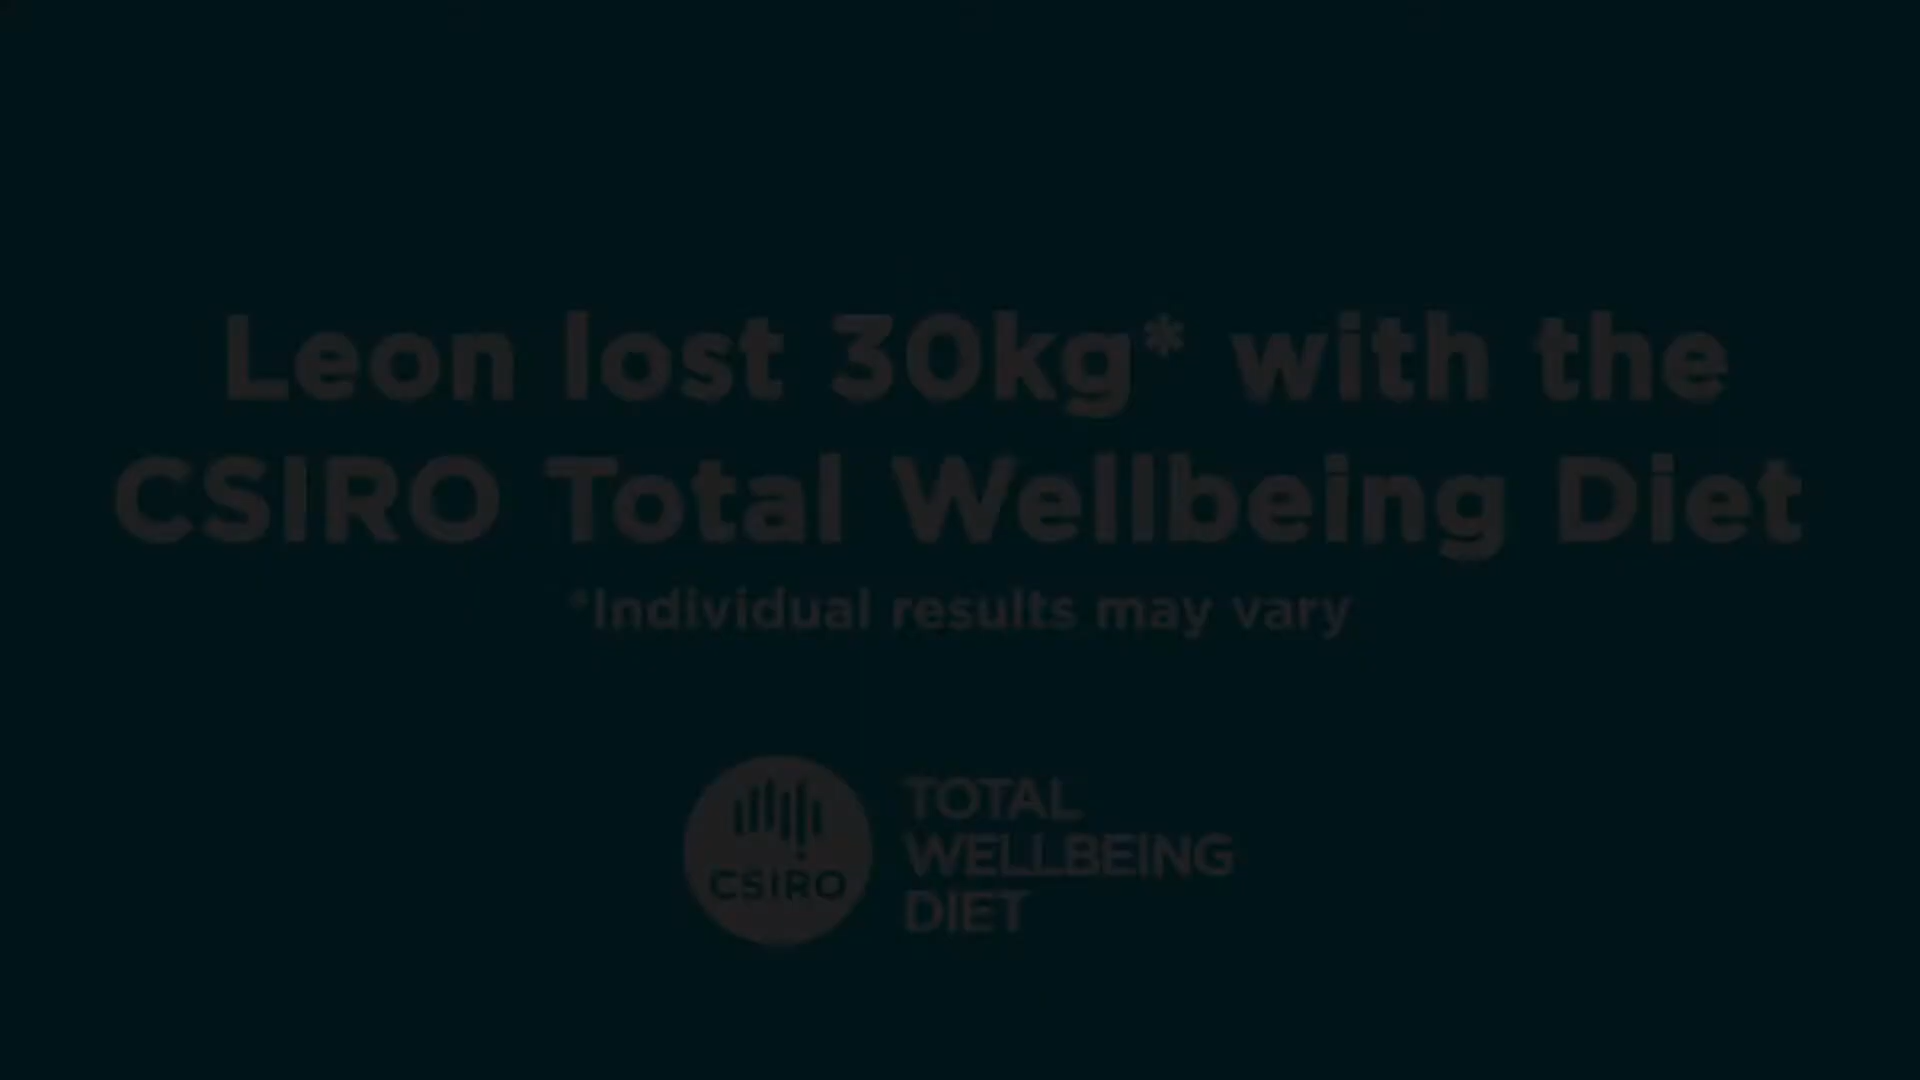 Leon lost 30kg* with the
CSIRO Total Wellbeing Diet
*Individual results may vary
CSIRO
TOTAL
WELLBEING
DIET